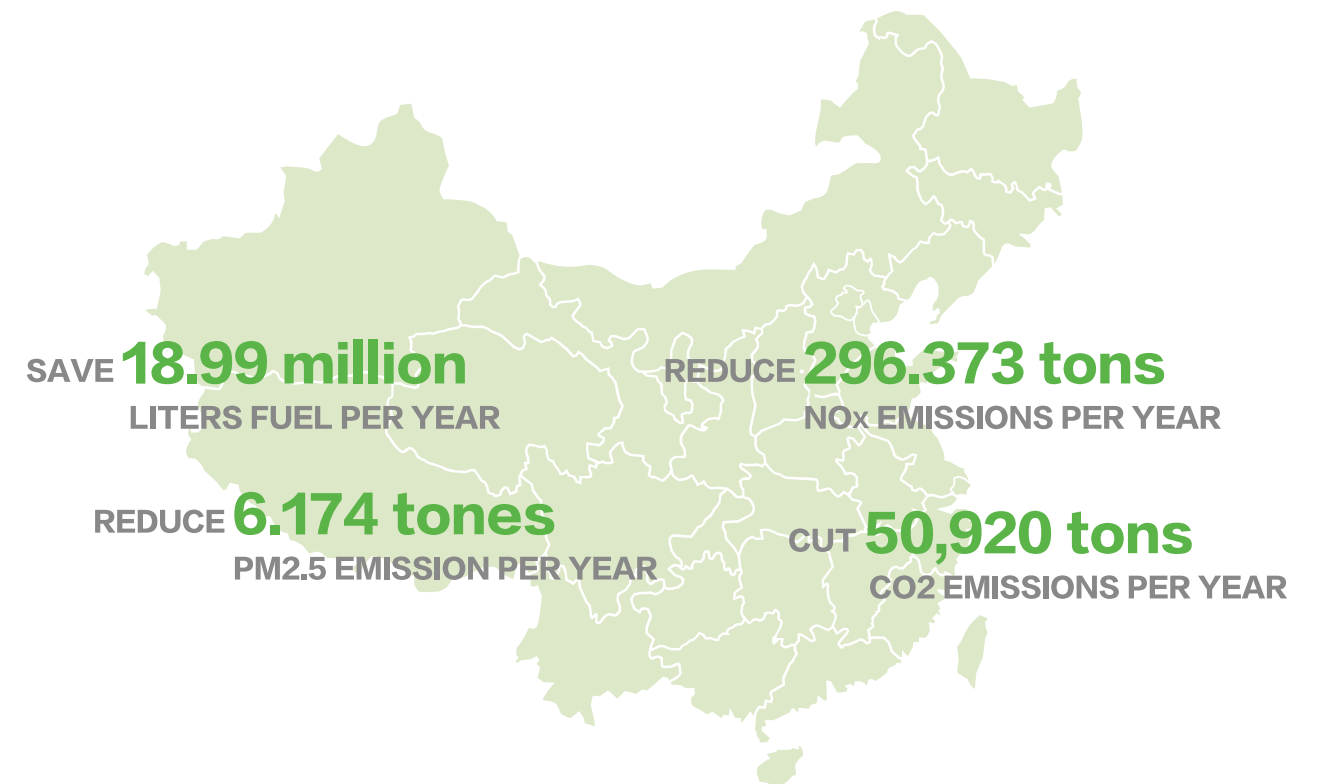 SAVE 18.99 million
LITERS FUEL PER YEAR
REDUCE 296.373 tons
NOx EMISSIONS PER YEAR
REDUCE 6.174 tones
PM2.5 EMISSION PER YEAR
CUT 50,920 tons
CO2 EMISSIONS PER YEAR